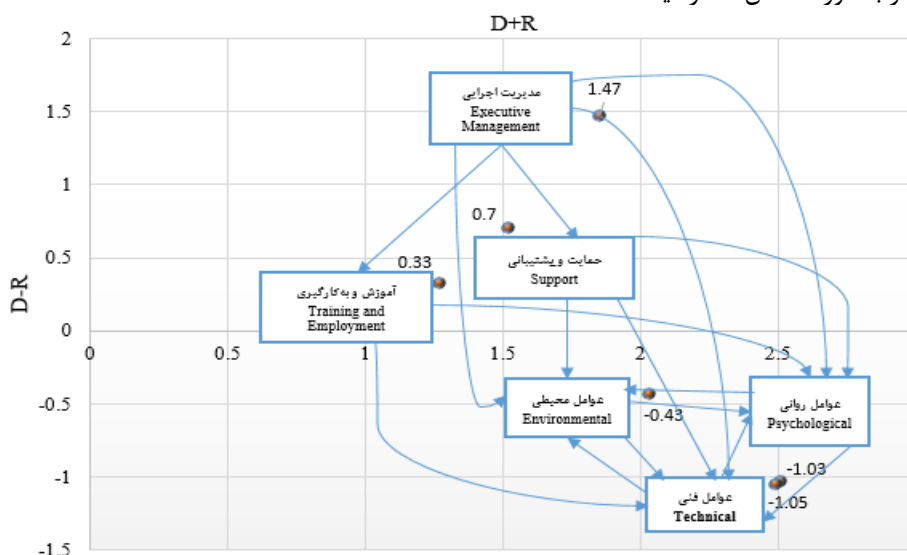 D+R
2
1.5
1
0.5
0
-0.5
-1
-1.5
D-R
0
0.5
1
1.5
2
2.5
مدیریت اجرایی
Executive
Management
1.47
0.7
حمایت و پشتیبانی
Support
0.33
آموزش و به‌کارگیری
Training and
Employment
عوامل محیطی
Environmental
-0.43
عوامل روانی
Psychological
عوامل فنی
Technical
-1.03
-1.05